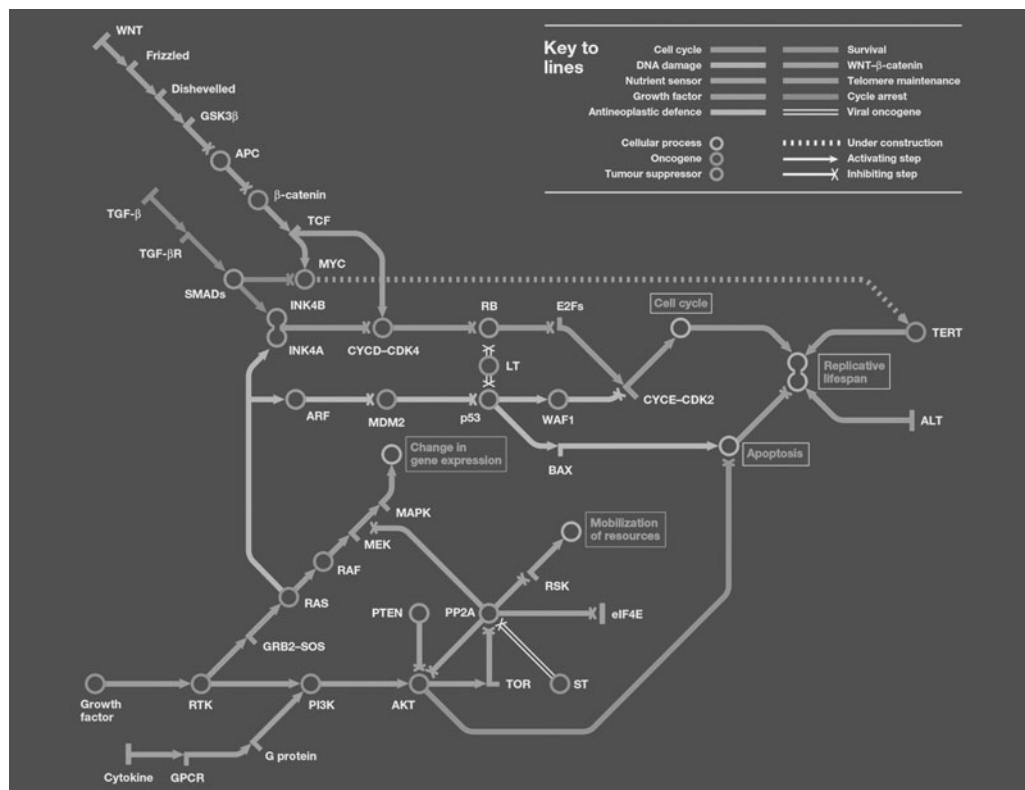 WNT
Frizzled
Dishevelled
GSK3β
APC
β-catenin
TCF
TGF-β
TGF-βR
SMADs
MYC
INK4B
INK4A
CYCD–CDK4
RB
E2Fs
LT
Cell cycle
TERT
Replicative
lifespan
ARF
MDM2
p53
WAF1
CYCE–CDK2
ALT
BAX
Apoptosis
Change in
gene expression
MAPK
MEK
RAF
RAS
GRB2–SOS
Mobilization
of resources
RSK
PTEN
PP2A
eIF4E
Growth
factor
RTK
PI3K
AKT
TOR
ST
Cytokine
GPCR
G protein
Key to
lines
Cell cycle
DNA damage
Nutrient sensor
Growth factor
Antineoplastic defence
Survival
WNT–β-catenin
Telomere maintenance
Cycle arrest
Viral oncogene
Cellular process
Oncogene
Tumour suppressor
Under construction
Activating step
Inhibiting step